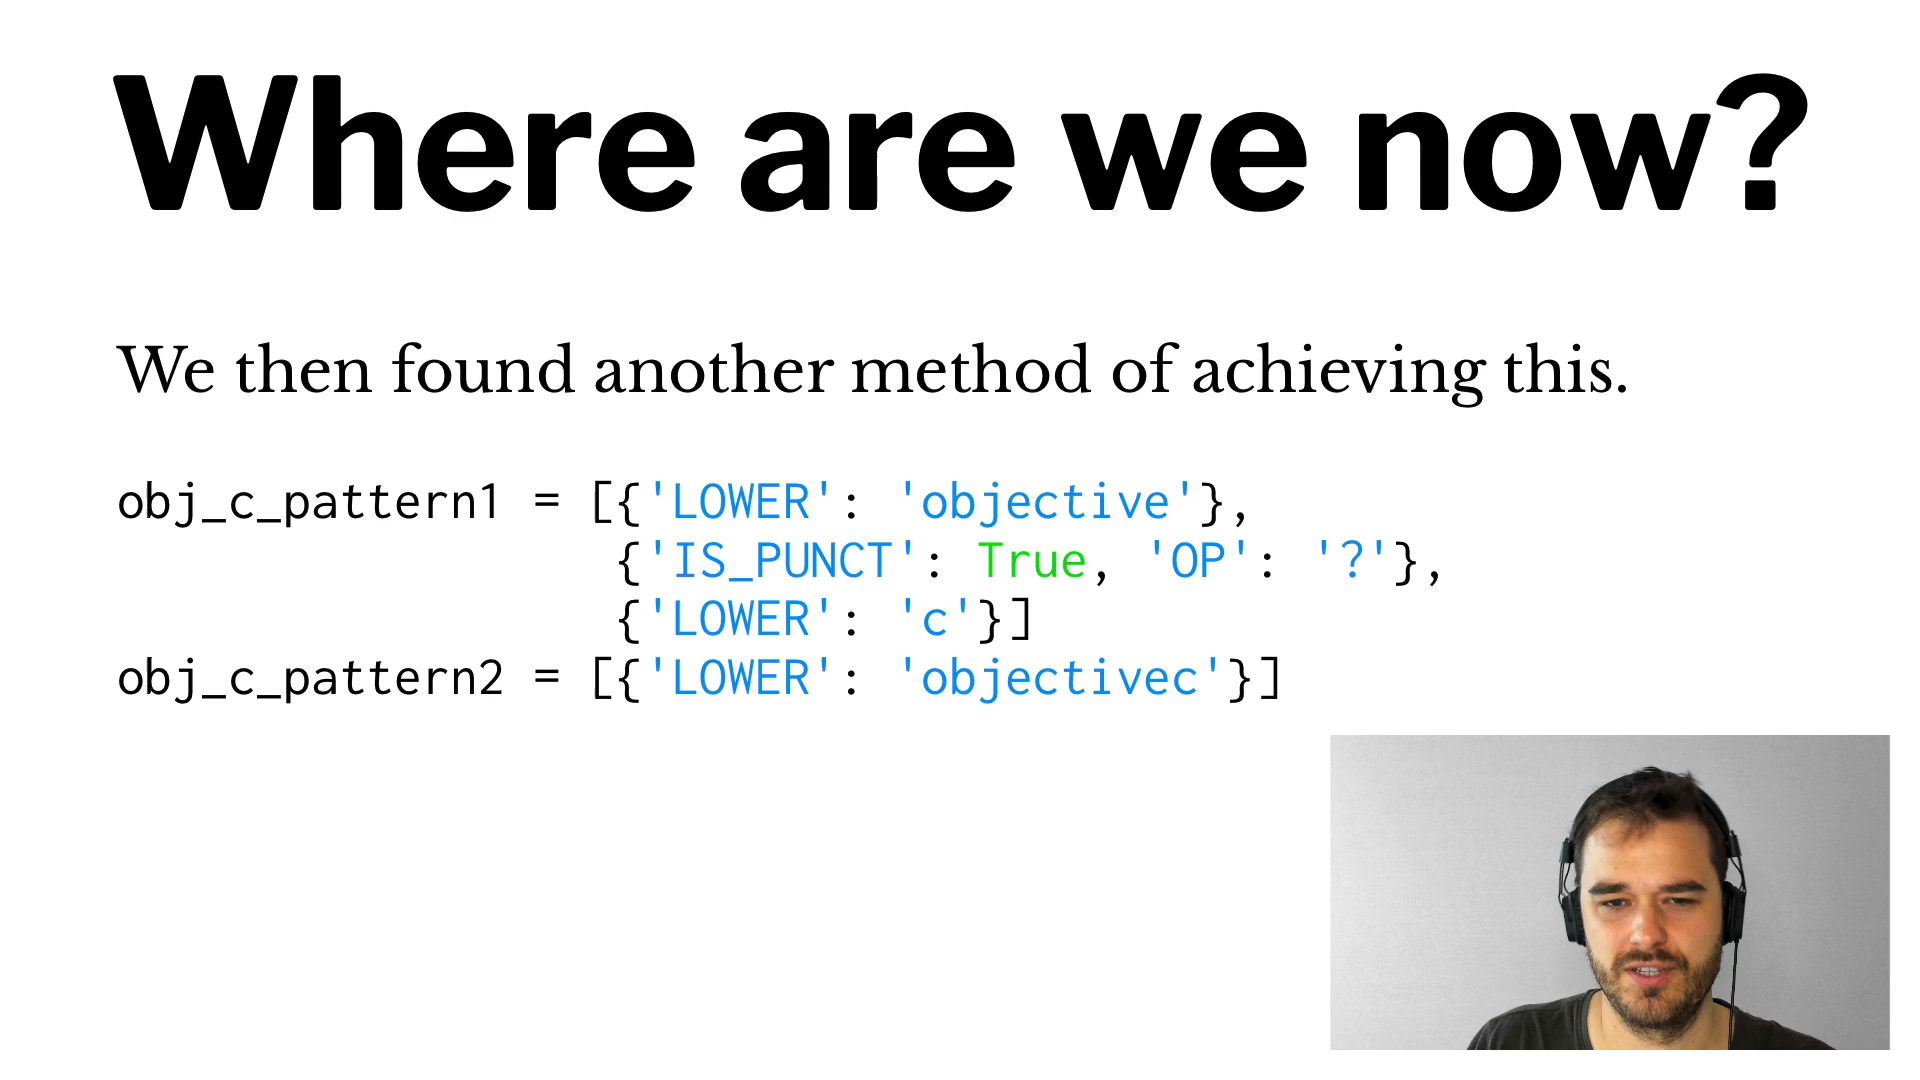 Where are we now?
We then found another method of achieving this.
obj_c_pattern1 = [{'LOWER': 'objective'},
{'IS_PUNCT': True, 'OP': '?'},
{'LOWER': 'c'}]
obj_c_pattern2 = [{'LOWER': 'objectivec'}]